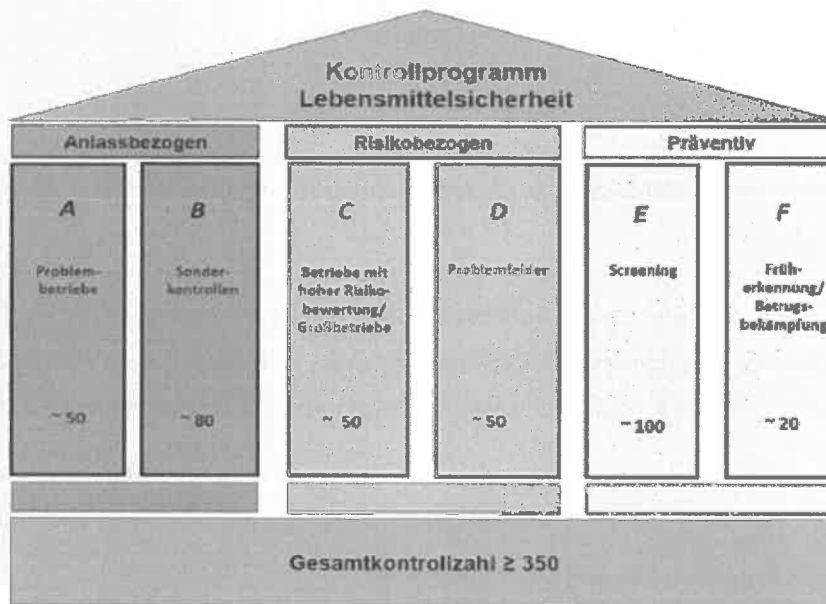 Kontrollprogramm
Lebensmittelsicherheit
Anlassbezogen
Risikobezogen
Präventiv
A
Problem-
betriebe
~ 50
B
Sonder-
kontrollen
~ 80
C
Betriebe mit
hoher Risiko-
bewertung/
Großbetriebe
~ 50
D
Problemfelder
~ 50
E
Screening
~100
F
Früh-
erkennung/
Betrugs-
bekämpfung
~ 20
Gesamtkontrollzahl ≥ 350